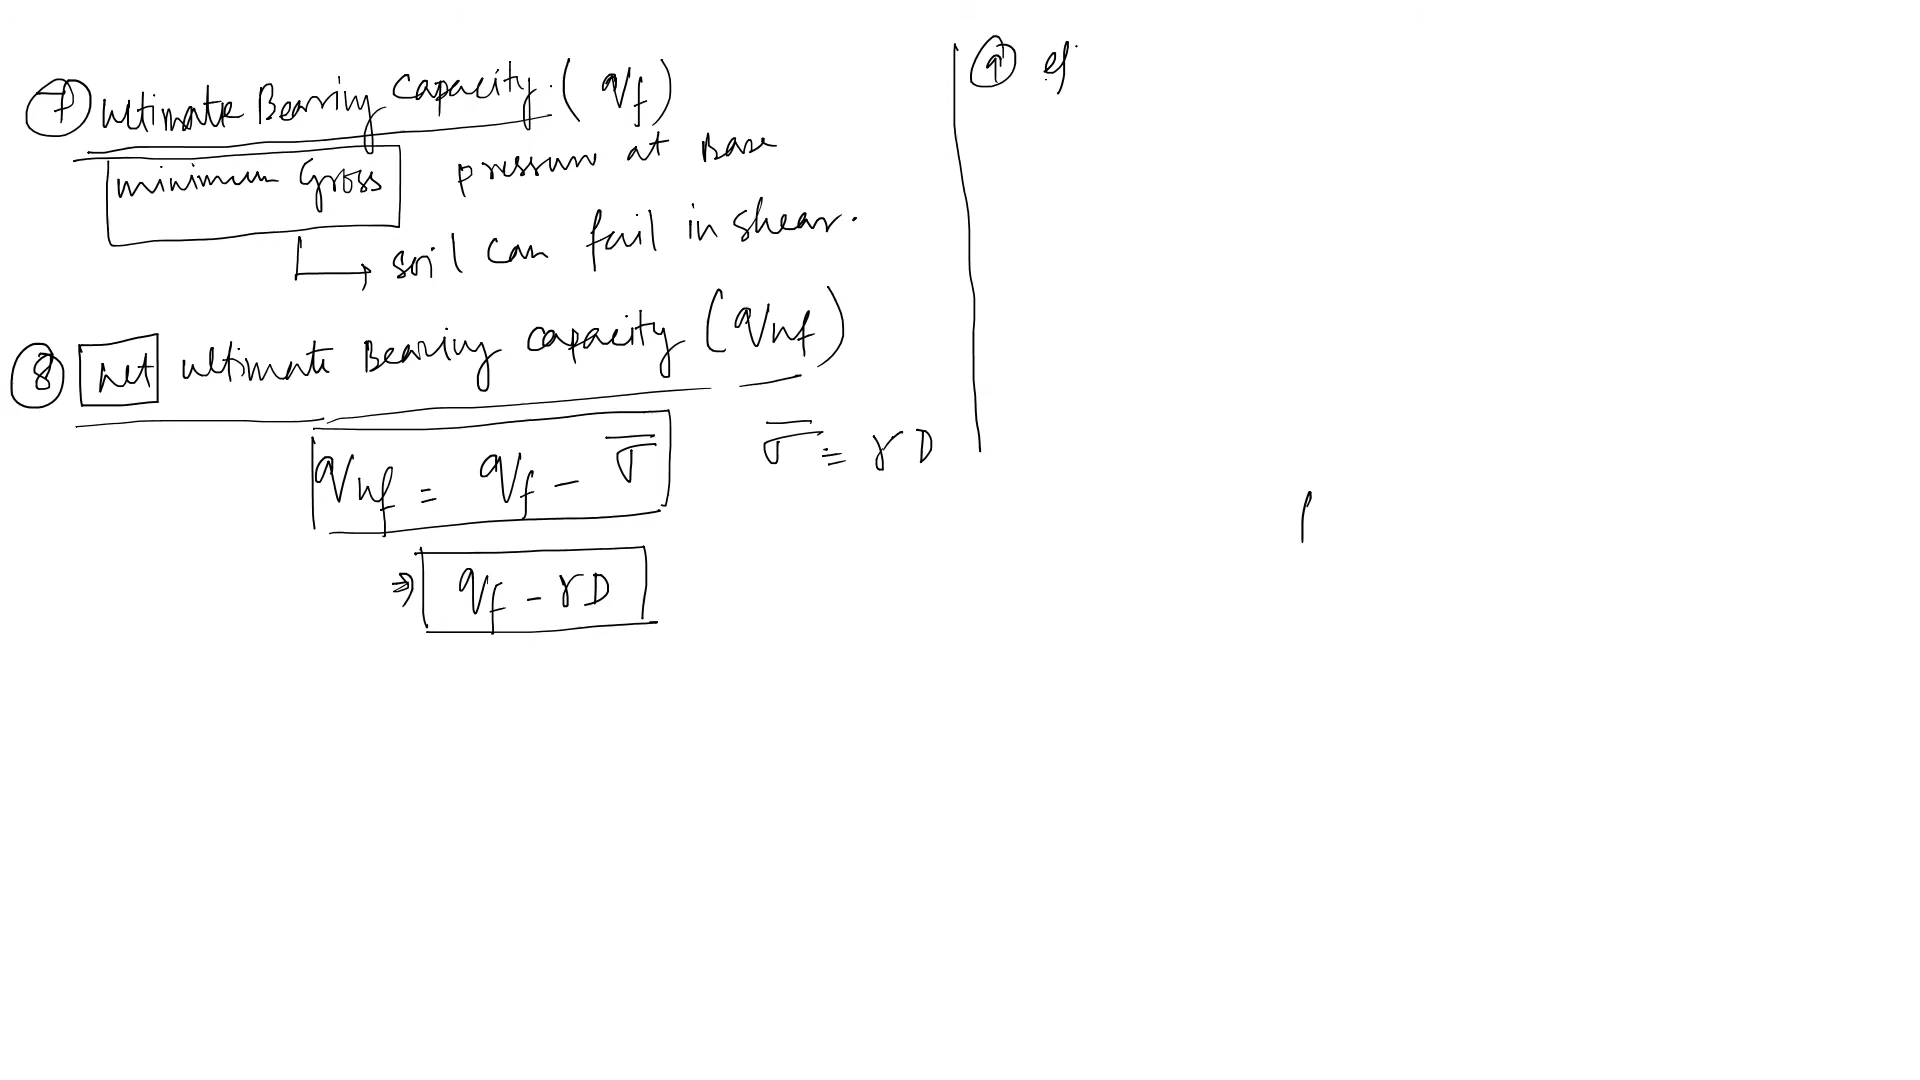 ⑦ ultimate Bearing capacity. (qf)
minimum Gross pressure at Base
↳ soil can fail in shear.
⑧ net ultimate Bearing capacity (qnf)
qnf = qf - σ̅ σ̅ = γD
⇒ qf - γD
⑨ ef